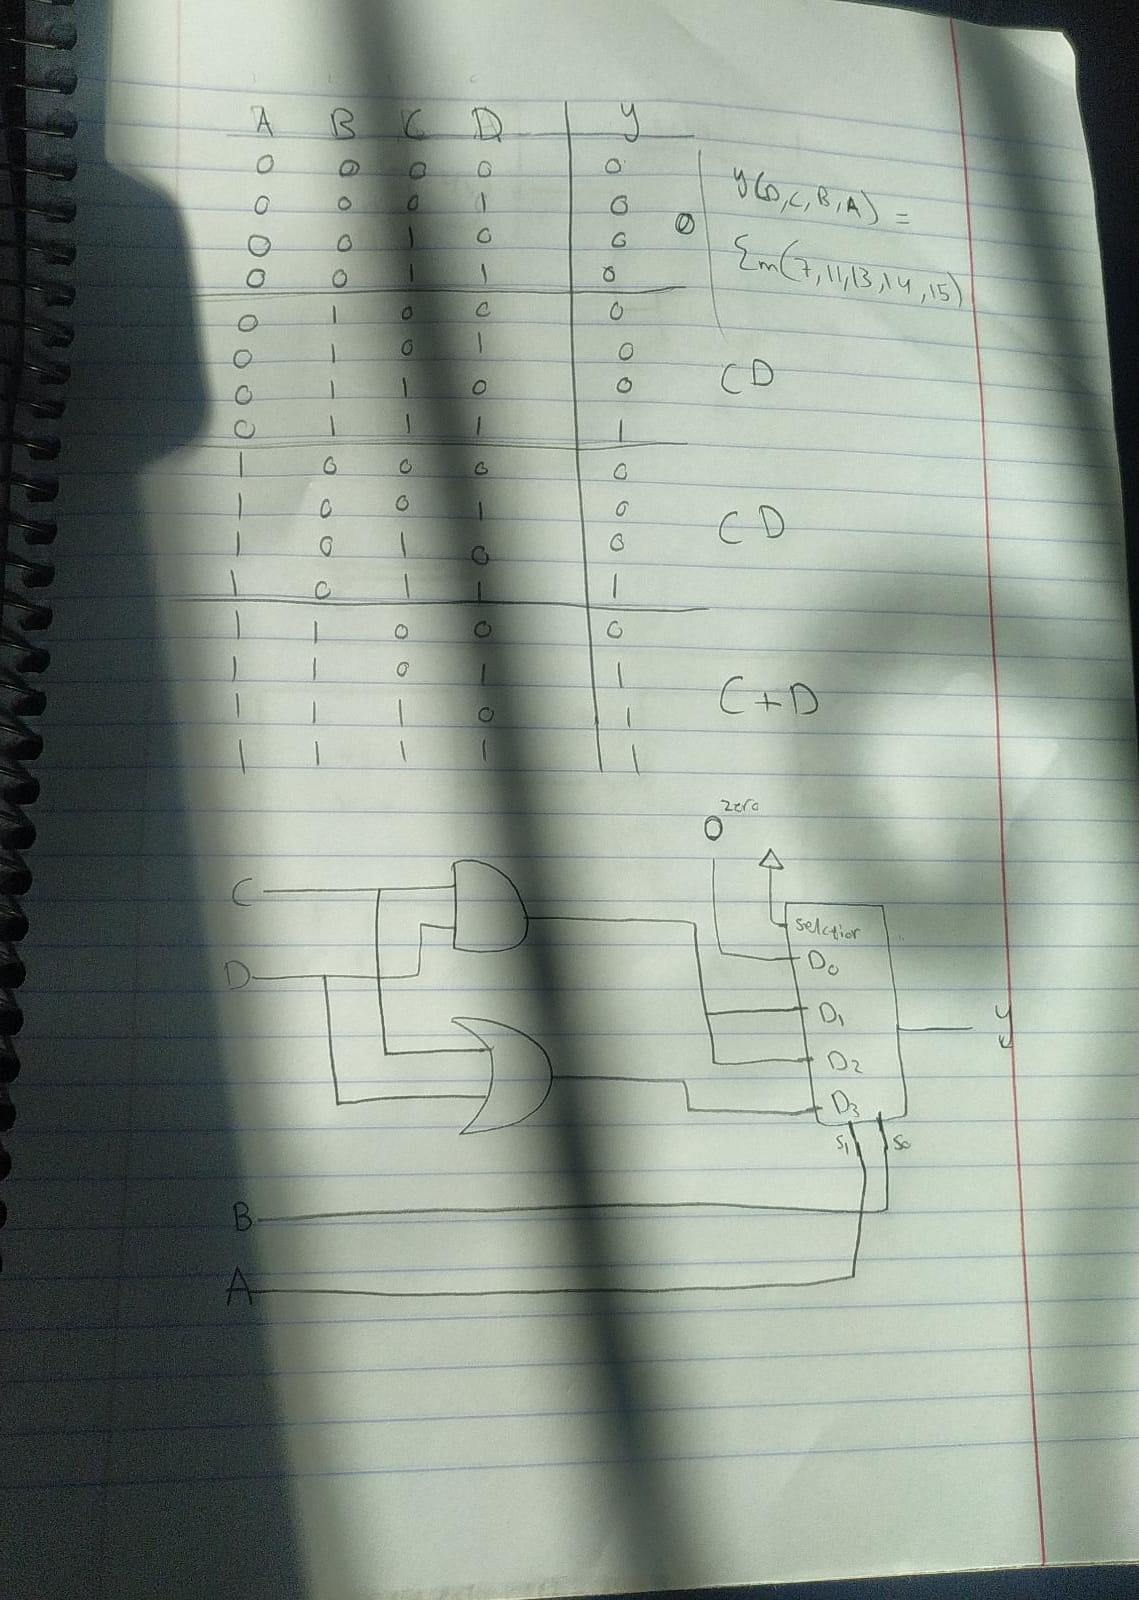 A B C D y
0 0 0 0 0
0 0 0 1 0
0 0 1 0 0 0
0 0 1 1 0
y(D,C,B,A) =
Σm(7,11,13,14,15)
0 1 0 0 0
0 1 0 1 0
0 1 1 0 0
0 1 1 1 1
CD
1 0 0 0 0
1 0 0 1 0
1 0 1 0 0
1 0 1 1 1
CD
1 1 0 0 0
1 1 0 1 1
1 1 1 0 1
1 1 1 1 1
C+D
0 zero
C
D
selctior
D0
D1
D2
D3
S1 S0
y
B
A